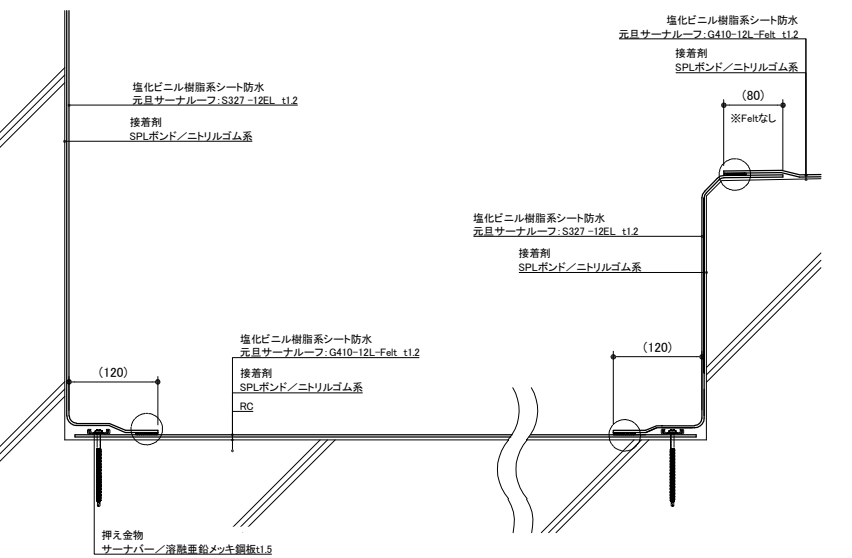 塩化ビニル樹脂系シート防水
元旦サーナルーフ:G410-12L-Felt t1.2
接着剤
SPLボンド/ニトリルゴム系
(80)
※Feltなし
塩化ビニル樹脂系シート防水
元旦サーナルーフ:S327 -12EL t1.2
接着剤
SPLボンド/ニトリルゴム系
塩化ビニル樹脂系シート防水
元旦サーナルーフ:S327 -12EL t1.2
接着剤
SPLボンド/ニトリルゴム系
塩化ビニル樹脂系シート防水
元旦サーナルーフ:G410-12L-Felt t1.2
接着剤
SPLボンド/ニトリルゴム系
RC
(120)
(120)
押え金物
サーナバー/溶融亜鉛メッキ鋼板t1.5